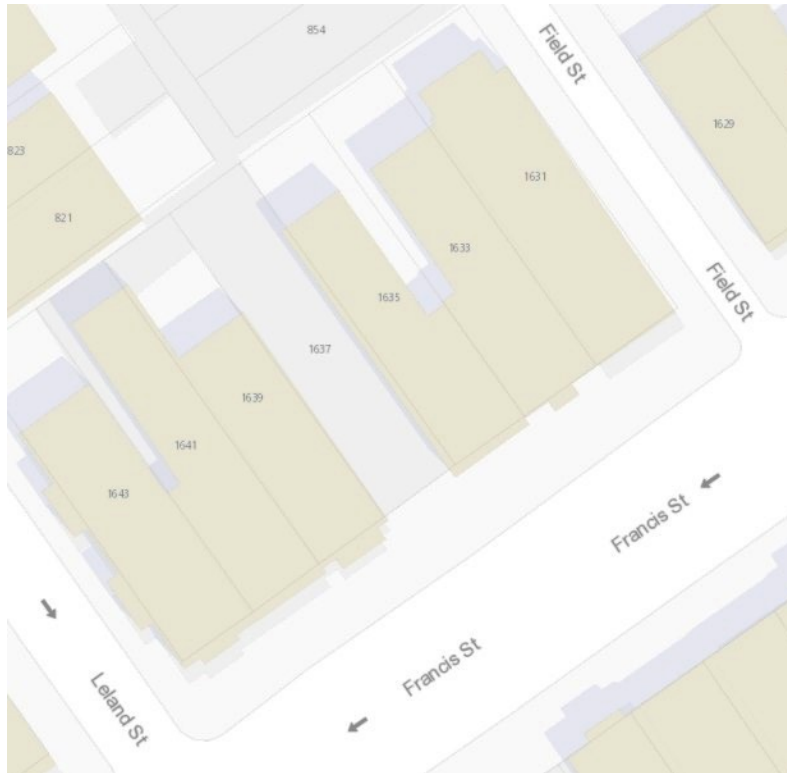 854
Field St
1629
823
1631
821
1633
Field St
1635
1637
1639
1641
1643
Francis St
Francis St
Leland St